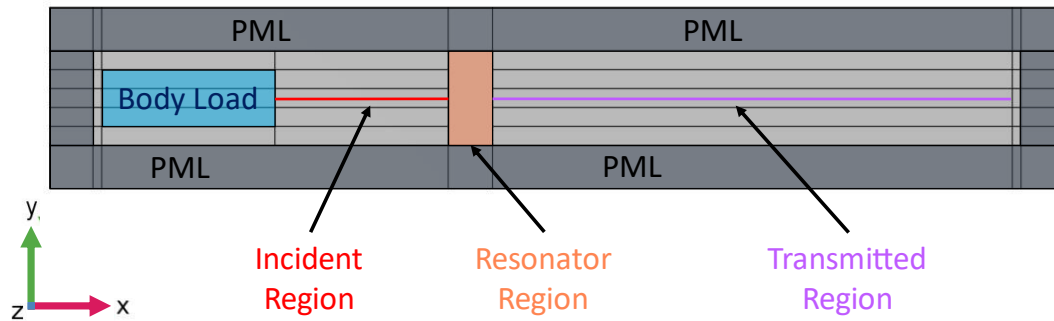 PML PML
Body Load
PML PML
y
z x
Incident Resonator Transmitted
Region Region Region